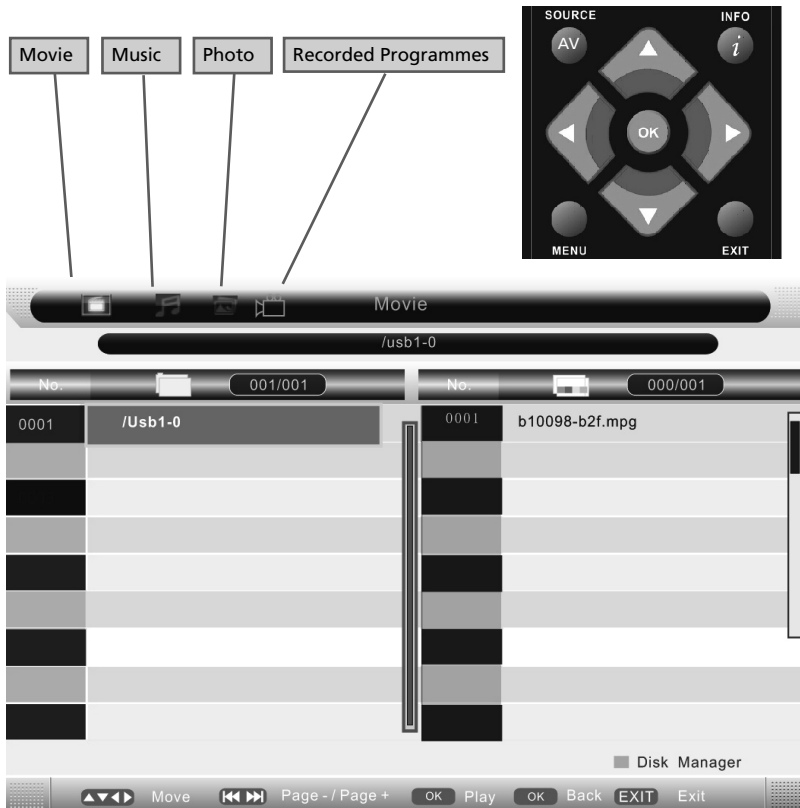 SOURCE INFO
AV i
Movie Music Photo Recorded Programmes
OK
MENU EXIT
Movie
/usb1-0
No. 001/001 No. 000/001
0001 /Usb1-0 0001 b10098-b2f.mpg
Disk Manager
Move Page - / Page + OK Play OK Back EXIT Exit